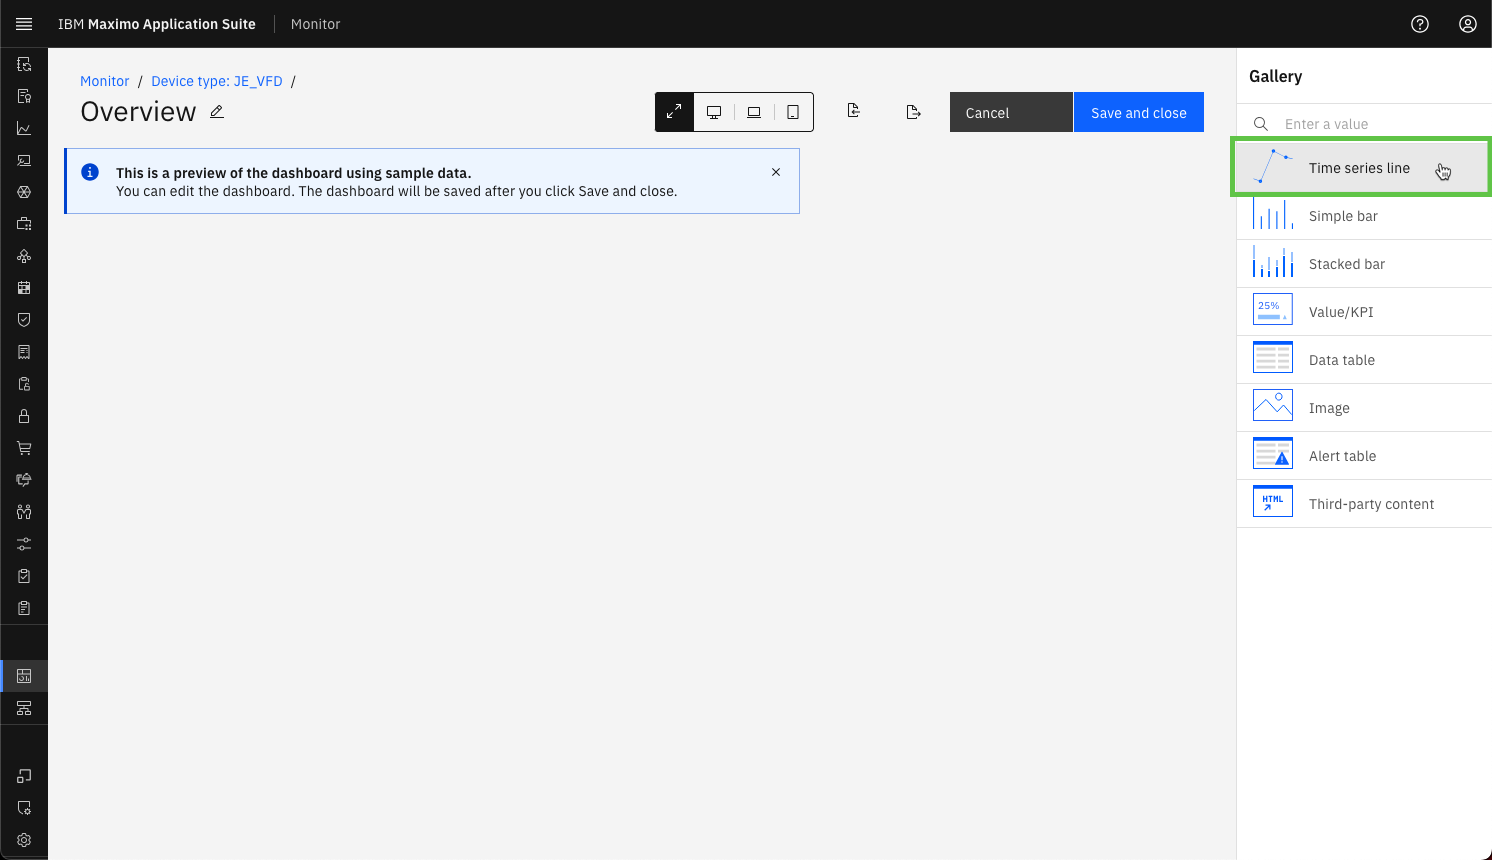 IBM Maximo Application Suite Monitor
Monitor / Device type: JE_VFD /
Overview
Cancel
Save and close
This is a preview of the dashboard using sample data.
You can edit the dashboard. The dashboard will be saved after you click Save and close.
Gallery
Enter a value
Time series line
Simple bar
Stacked bar
25%
Value/KPI
Data table
Image
Alert table
HTML
Third-party content